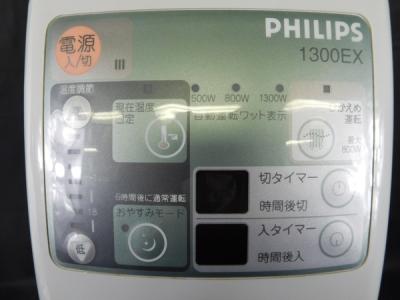 PHILIPS
1300EX
電源
入/切
温度調節
現在温度
設定
500W 800W 1300W
自動運転ワット表示
ひかえめ
運転
最大
800W
6時間後に通常運転
おやすみモード
18
低
切タイマー
時間後切
入タイマー
時間後入